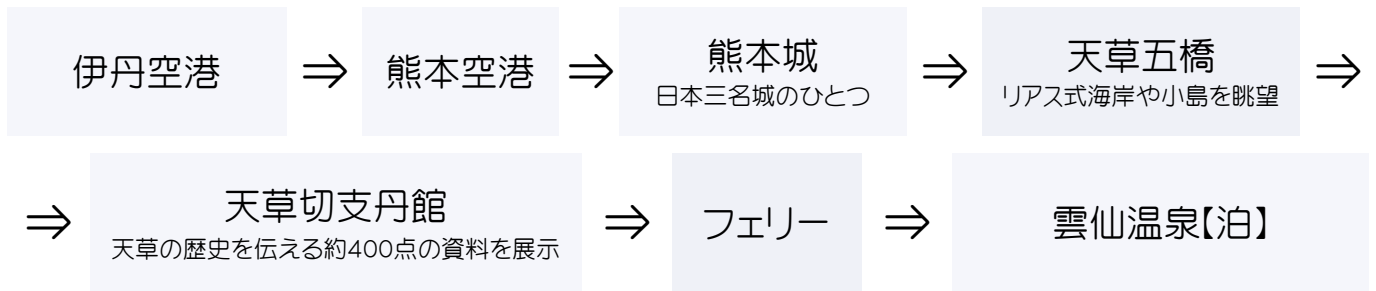 伊丹空港 ⇒ 熊本空港 ⇒ 熊本城 ⇒ 天草五橋 ⇒
日本三名城のひとつ リアス式海岸や小島を眺望
⇒ 天草切支丹館 ⇒ フェリー ⇒ 雲仙温泉【泊】
天草の歴史を伝える約400点の資料を展示